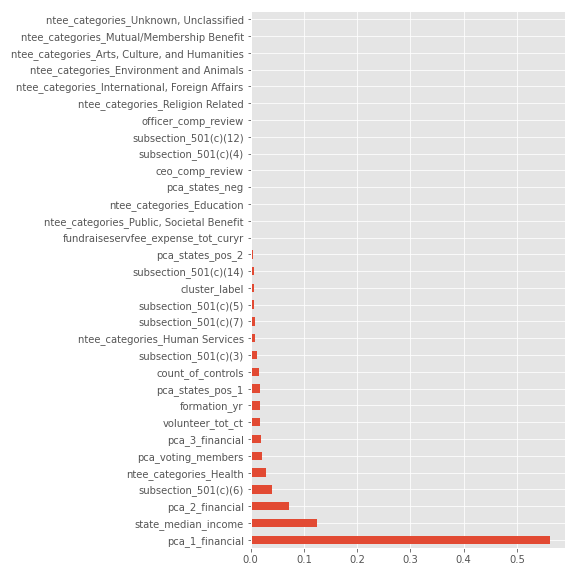 ntee_categories_Unknown, Unclassified
ntee_categories_Mutual/Membership Benefit
ntee_categories_Arts, Culture, and Humanities
ntee_categories_Environment and Animals
ntee_categories_International, Foreign Affairs
ntee_categories_Religion Related
officer_comp_review
subsection_501(c)(12)
subsection_501(c)(4)
ceo_comp_review
pca_states_neg
ntee_categories_Education
ntee_categories_Public, Societal Benefit
fundraiseservfee_expense_tot_curyr
pca_states_pos_2
subsection_501(c)(14)
cluster_label
subsection_501(c)(5)
subsection_501(c)(7)
ntee_categories_Human Services
subsection_501(c)(3)
count_of_controls
pca_states_pos_1
formation_yr
volunteer_tot_ct
pca_3_financial
pca_voting_members
ntee_categories_Health
subsection_501(c)(6)
pca_2_financial
state_median_income
pca_1_financial
0.0 0.1 0.2 0.3 0.4 0.5